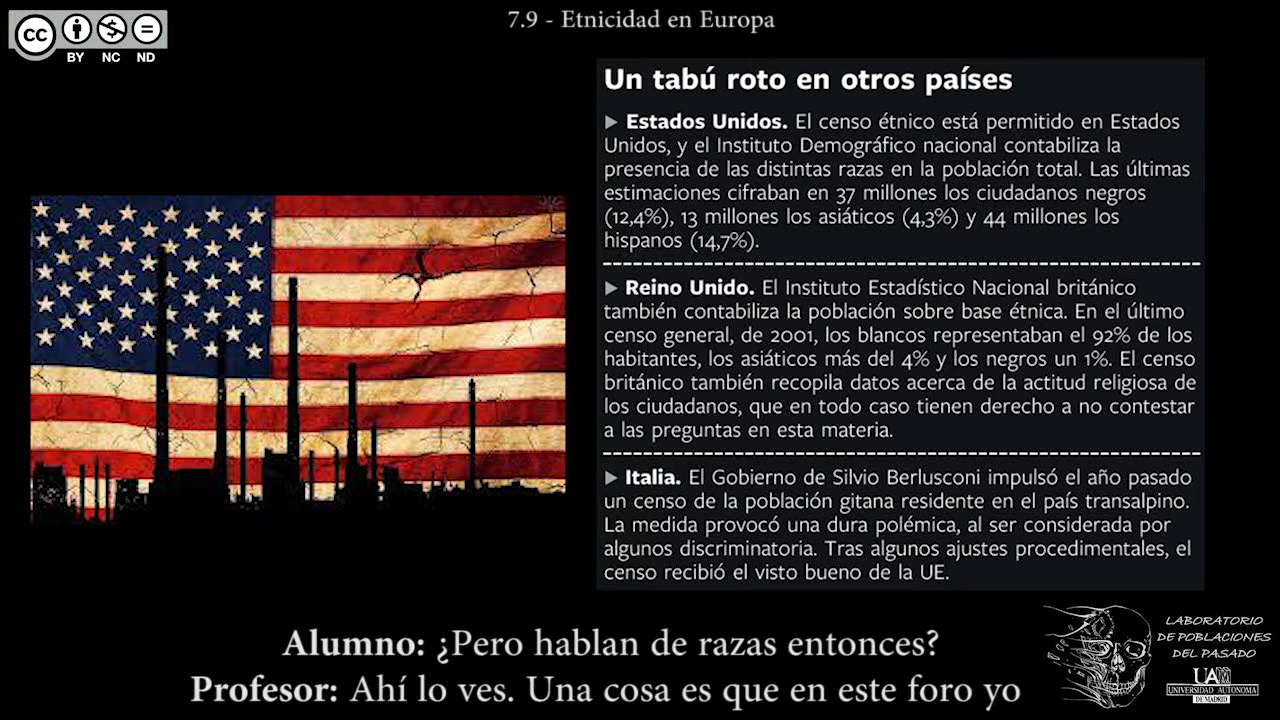 7.9 - Etnicidad en Europa
cc
BY NC ND
Un tabú roto en otros países
▶ Estados Unidos. El censo étnico está permitido en Estados
Unidos, y el Instituto Demográfico nacional contabiliza la
presencia de las distintas razas en la población total. Las últimas
estimaciones cifraban en 37 millones los ciudadanos negros
(12,4%), 13 millones los asiáticos (4,3%) y 44 millones los
hispanos (14,7%).
▶ Reino Unido. El Instituto Estadístico Nacional británico
también contabiliza la población sobre base étnica. En el último
censo general, de 2001, los blancos representaban el 92% de los
habitantes, los asiáticos más del 4% y los negros un 1%. El censo
británico también recopila datos acerca de la actitud religiosa de
los ciudadanos, que en todo caso tienen derecho a no contestar
a las preguntas en esta materia.
▶ Italia. El Gobierno de Silvio Berlusconi impulsó el año pasado
un censo de la población gitana residente en el país transalpino.
La medida provocó una dura polémica, al ser considerada por
algunos discriminatoria. Tras algunos ajustes procedimentales, el
censo recibió el visto bueno de la UE.
Alumno: ¿Pero hablan de razas entonces?
Profesor: Ahí lo ves. Una cosa es que en este foro yo
LABORATORIO
DE POBLACIONES
DEL PASADO
UAM
UNIVERSIDAD AUTONOMA
DE MADRID